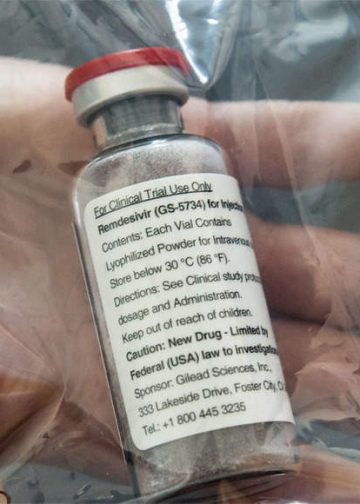 For Clinical Trial Use Only
Remdesivir (GS-5734) for
Contents: Each Vial Contains
Lyophilized Powder for Intravenous
Store below 30 °C (86 °F).
Directions: See Clinical study
dosage and Administration.
Keep out of reach of children.
Caution: New Drug - Limited by
Federal (USA) law to
Sponsor: Gilead Sciences, Inc.,
333 Lakeside Drive, Foster City,
Tel.: +1 800 445 3235